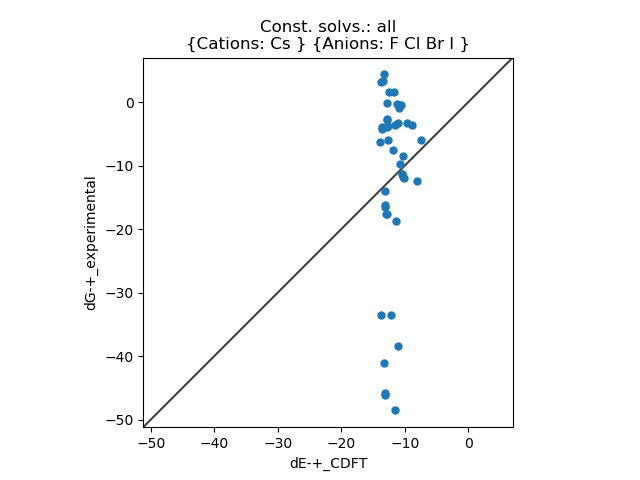 Const. solvs.: all
{Cations: Cs } {Anions: F Cl Br I }
dG-+_experimental
0
−10
−20
−30
−40
−50
−50 −40 −30 −20 −10 0
dE-+_CDFT